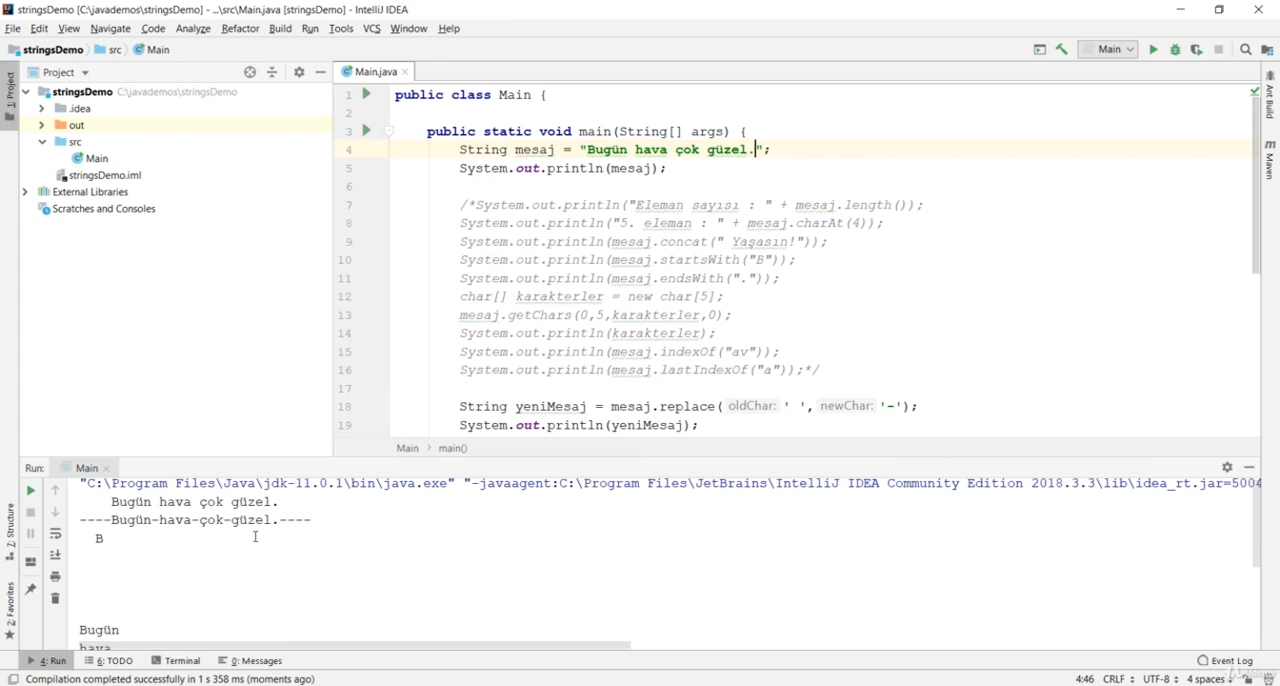 stringsDemo [C:\javademos\stringsDemo] - ...\src\Main.java [stringsDemo] - IntelliJ IDEA
File Edit View Navigate Code Analyze Refactor Build Run Tools VCS Window Help
stringsDemo src Main Main
Project Main.java
1: Project
stringsDemo C:\javademos\stringsDemo
.idea
out
src
Main
stringsDemo.iml
External Libraries
Scratches and Consoles
1 public class Main {
2
3 public static void main(String[] args) {
4 String mesaj = "Bugün hava çok güzel.";
5 System.out.println(mesaj);
6
7 /*System.out.println("Eleman sayısı : " + mesaj.length());
8 System.out.println("5. eleman : " + mesaj.charAt(4));
9 System.out.println(mesaj.concat(" Yaşasın!"));
10 System.out.println(mesaj.startsWith("B"));
11 System.out.println(mesaj.endsWith("."));
12 char[] karakterler = new char[5];
13 mesaj.getChars(0,5,karakterler,0);
14 System.out.println(karakterler);
15 System.out.println(mesaj.indexOf("av"));
16 System.out.println(mesaj.lastIndexOf("a"));*/
17
18 String yeniMesaj = mesaj.replace( oldChar: ' ', newChar: '-');
19 System.out.println(yeniMesaj);
Main > main()
Ant Build
Maven
Run: Main
"C:\Program Files\Java\jdk-11.0.1\bin\java.exe" "-javaagent:C:\Program Files\JetBrains\IntelliJ IDEA Community Edition 2018.3.3\lib\idea_rt.jar=5004
Bugün hava çok güzel.
----Bugün-hava-çok-güzel.----
B
Bugün
hava
Z: Structure
2: Favorites
4: Run 6: TODO Terminal 0: Messages Event Log
Compilation completed successfully in 1 s 358 ms (moments ago) 4:46 CRLF UTF-8 4 spaces